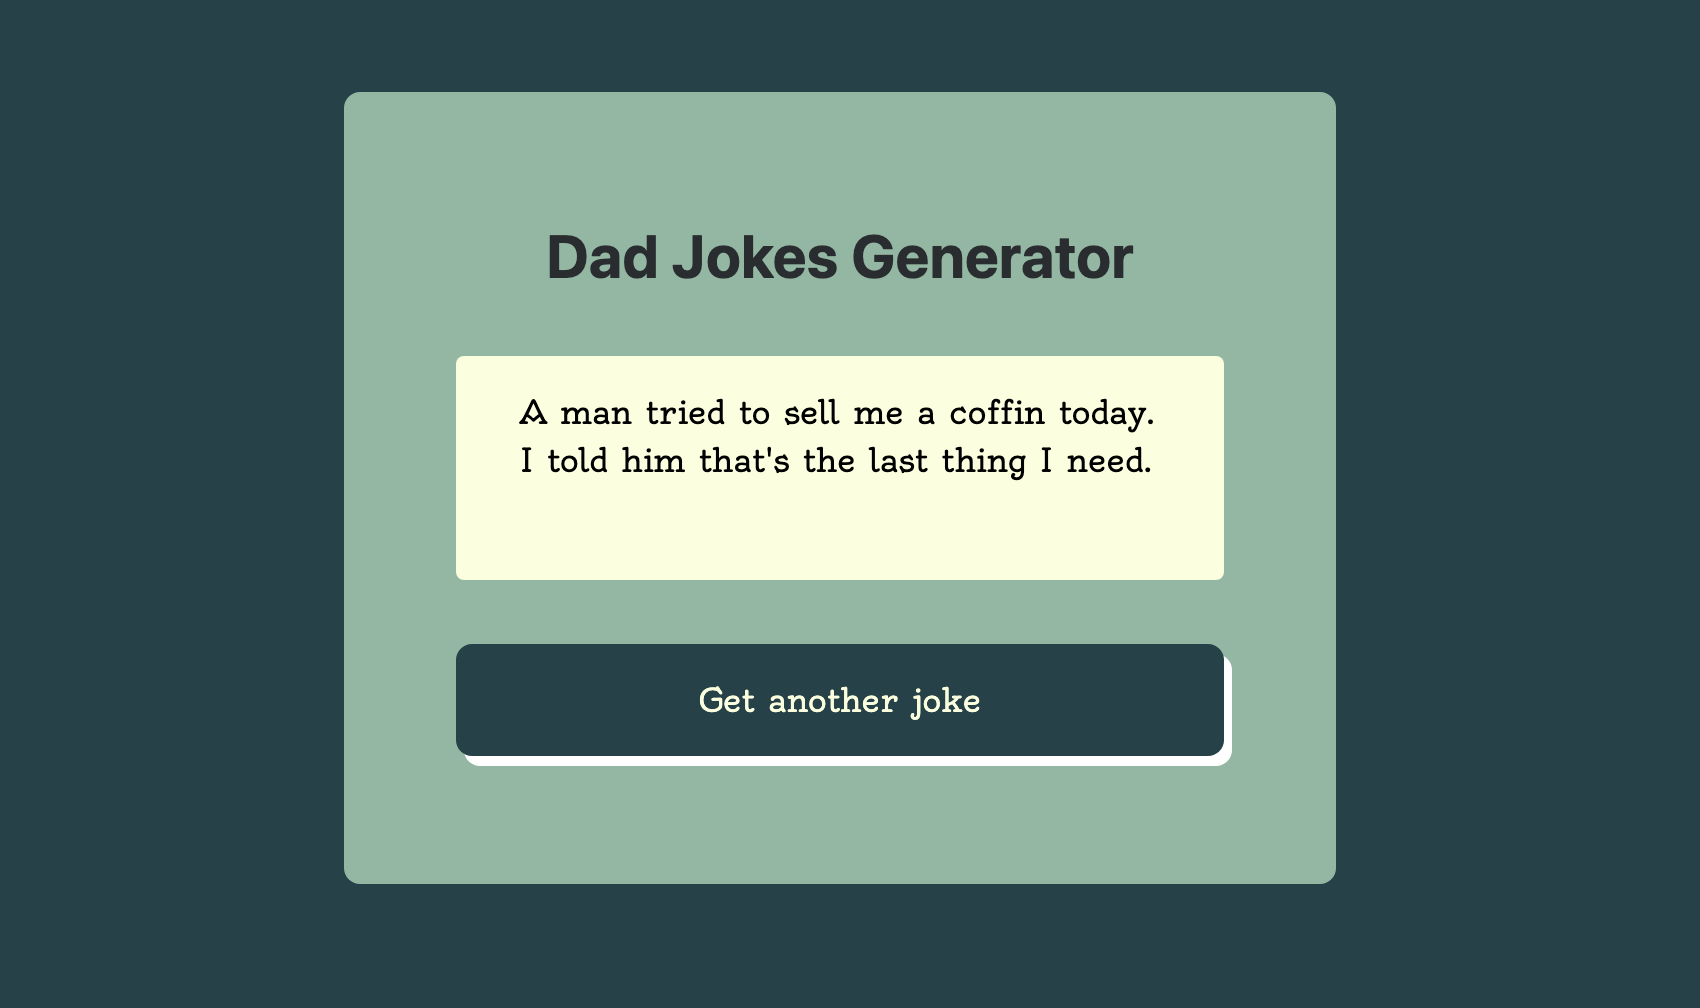 Dad Jokes Generator
A man tried to sell me a coffin today.
I told him that's the last thing I need.
Get another joke